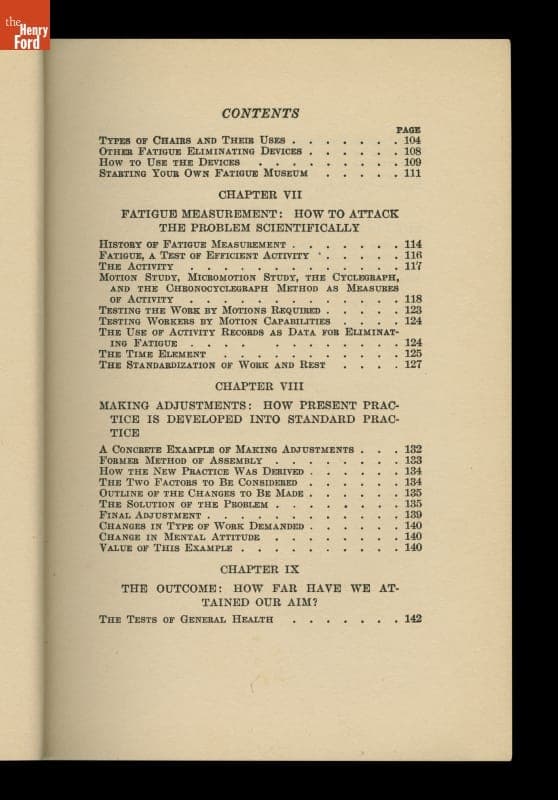 the
Henry
Ford
CONTENTS
PAGE
TYPES OF CHAIRS AND THEIR USES . . . . . . . 104
OTHER FATIGUE ELIMINATING DEVICES . . . . . . 108
HOW TO USE THE DEVICES . . . . . . . . . 109
STARTING YOUR OWN FATIGUE MUSEUM . . . . . 111
CHAPTER VII
FATIGUE MEASUREMENT: HOW TO ATTACK
THE PROBLEM SCIENTIFICALLY
HISTORY OF FATIGUE MEASUREMENT . . . . . . . 114
FATIGUE, A TEST OF EFFICIENT ACTIVITY . . . . . 116
THE ACTIVITY . . . . . . . . . . . . . 117
MOTION STUDY, MICROMOTION STUDY, THE CYCLEGRAPH,
AND THE CHRONOCYCLEGRAPH METHOD AS MEASURES
OF ACTIVITY . . . . . . . . . . . . 118
TESTING THE WORK BY MOTIONS REQUIRED . . . . . 123
TESTING WORKERS BY MOTION CAPABILITIES . . . . 124
THE USE OF ACTIVITY RECORDS AS DATA FOR ELIMINAT-
ING FATIGUE . . . . . . . . . . . . 124
THE TIME ELEMENT . . . . . . . . . . . 125
THE STANDARDIZATION OF WORK AND REST . . . . 127
CHAPTER VIII
MAKING ADJUSTMENTS: HOW PRESENT PRAC-
TICE IS DEVELOPED INTO STANDARD PRAC-
TICE
A CONCRETE EXAMPLE OF MAKING ADJUSTMENTS . . . 132
FORMER METHOD OF ASSEMBLY . . . . . . . . 133
HOW THE NEW PRACTICE WAS DERIVED . . . . . . 134
THE TWO FACTORS TO BE CONSIDERED . . . . . . 134
OUTLINE OF THE CHANGES TO BE MADE . . . . . . 135
THE SOLUTION OF THE PROBLEM . . . . . . . . 135
FINAL ADJUSTMENT . . . . . . . . . . . . 139
CHANGES IN TYPE OF WORK DEMANDED . . . . . . 140
CHANGE IN MENTAL ATTITUDE . . . . . . . . 140
VALUE OF THIS EXAMPLE . . . . . . . . . . 140
CHAPTER IX
THE OUTCOME: HOW FAR HAVE WE AT-
TAINED OUR AIM?
THE TESTS OF GENERAL HEALTH . . . . . . . 142